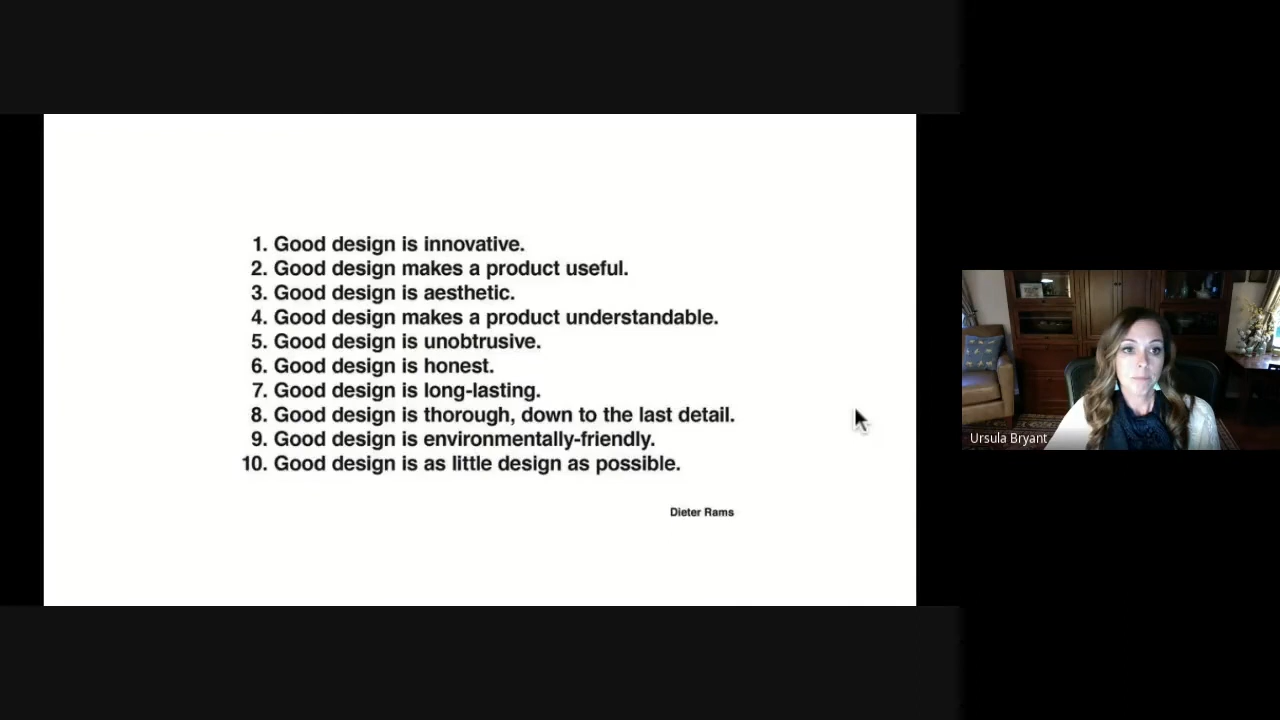 1. Good design is innovative.
2. Good design makes a product useful.
3. Good design is aesthetic.
4. Good design makes a product understandable.
5. Good design is unobtrusive.
6. Good design is honest.
7. Good design is long-lasting.
8. Good design is thorough, down to the last detail.
9. Good design is environmentally-friendly.
10. Good design is as little design as possible.
Dieter Rams
Ursula Bryant